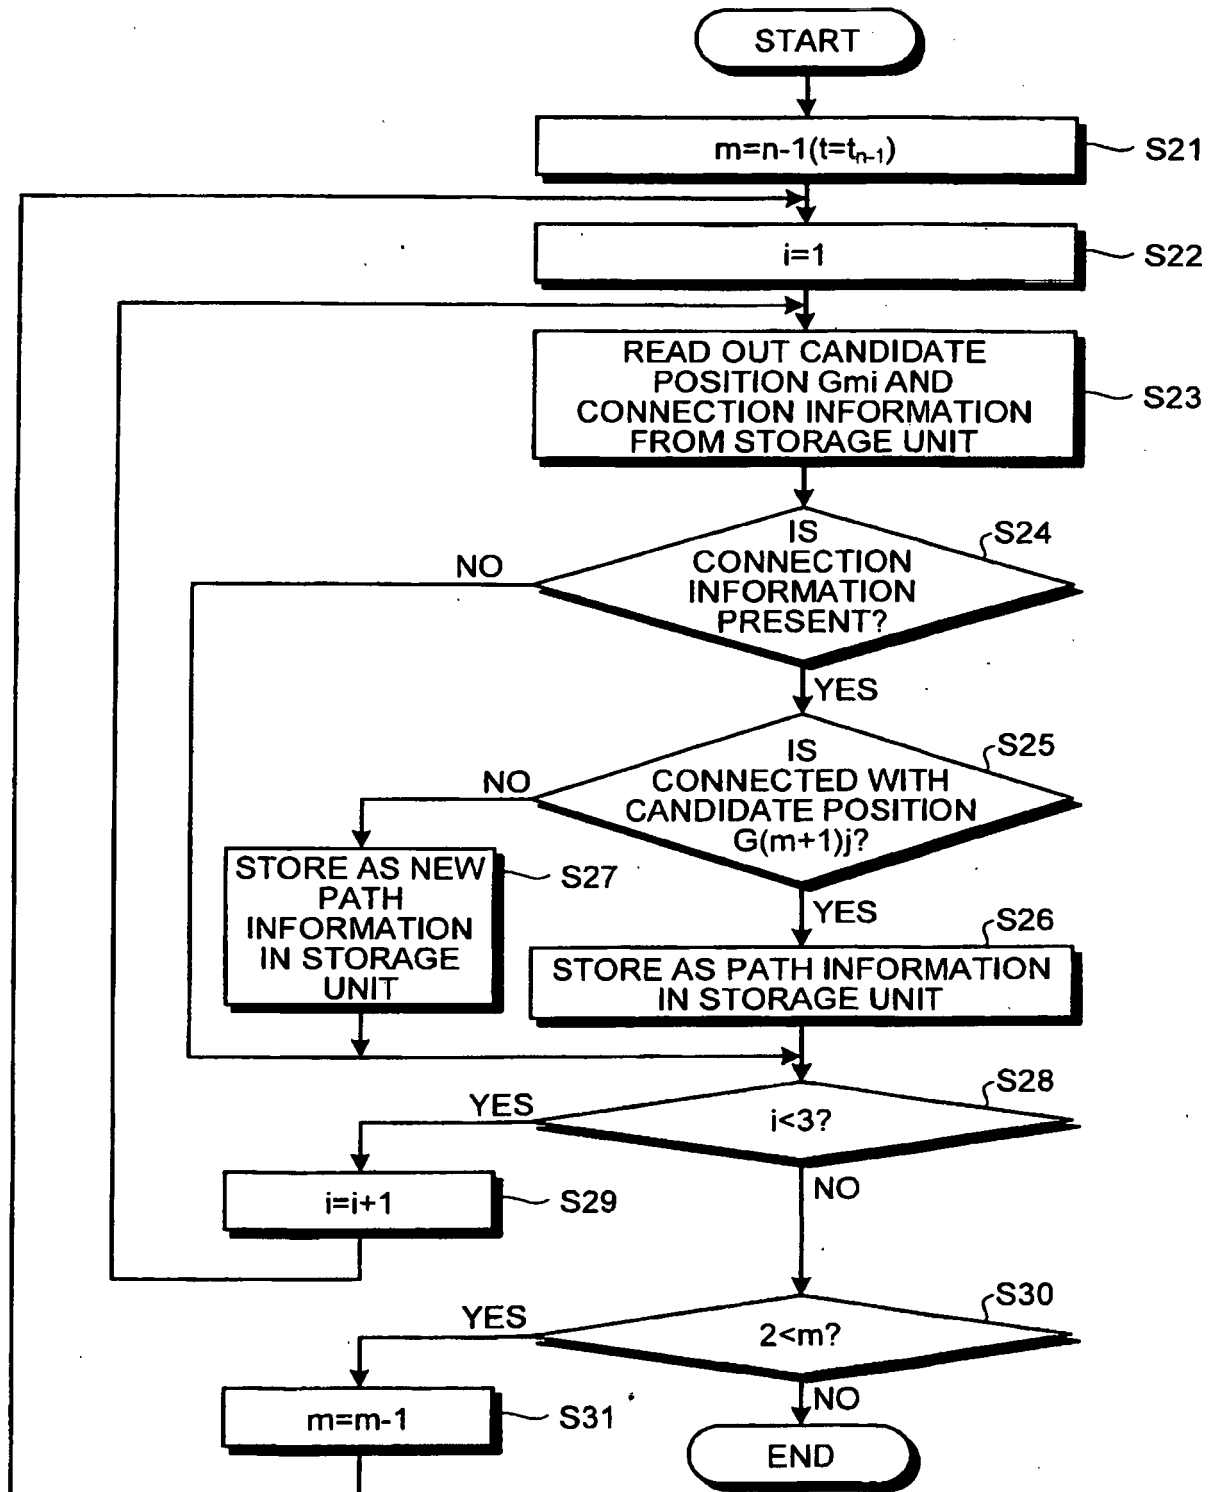 START
m=n-1(t=tn-1)
S21
i=1
S22
READ OUT CANDIDATE
POSITION Gmi AND
CONNECTION INFORMATION
FROM STORAGE UNIT
S23
IS
CONNECTION
INFORMATION
PRESENT?
S24
NO
YES
IS
CONNECTED WITH
CANDIDATE POSITION
G(m+1)j?
S25
NO
YES
STORE AS NEW
PATH
INFORMATION
IN STORAGE
UNIT
S27
STORE AS PATH INFORMATION
IN STORAGE UNIT
S26
i<3?
S28
YES
NO
i=i+1
S29
2<m?
S30
YES
NO
m=m-1
S31
END